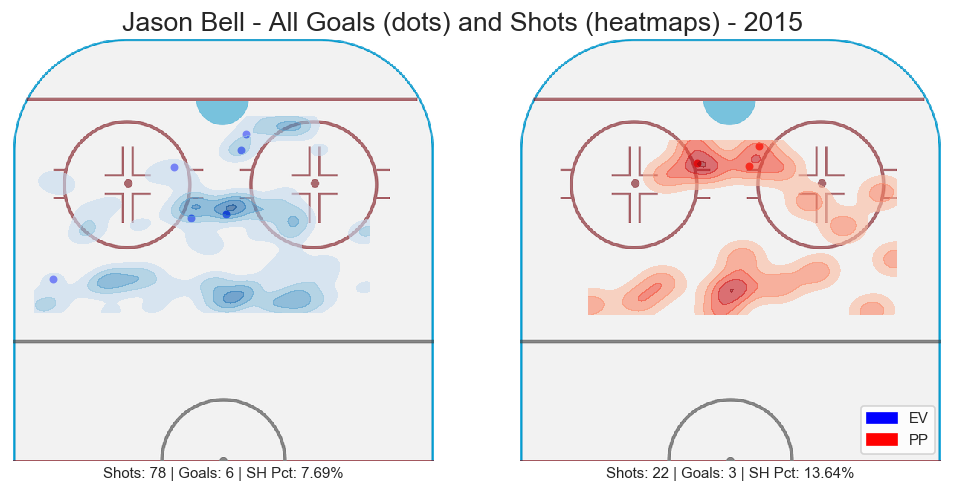 Jason Bell - All Goals (dots) and Shots (heatmaps) - 2015
EV
PP
Shots: 78 | Goals: 6 | SH Pct: 7.69%
Shots: 22 | Goals: 3 | SH Pct: 13.64%